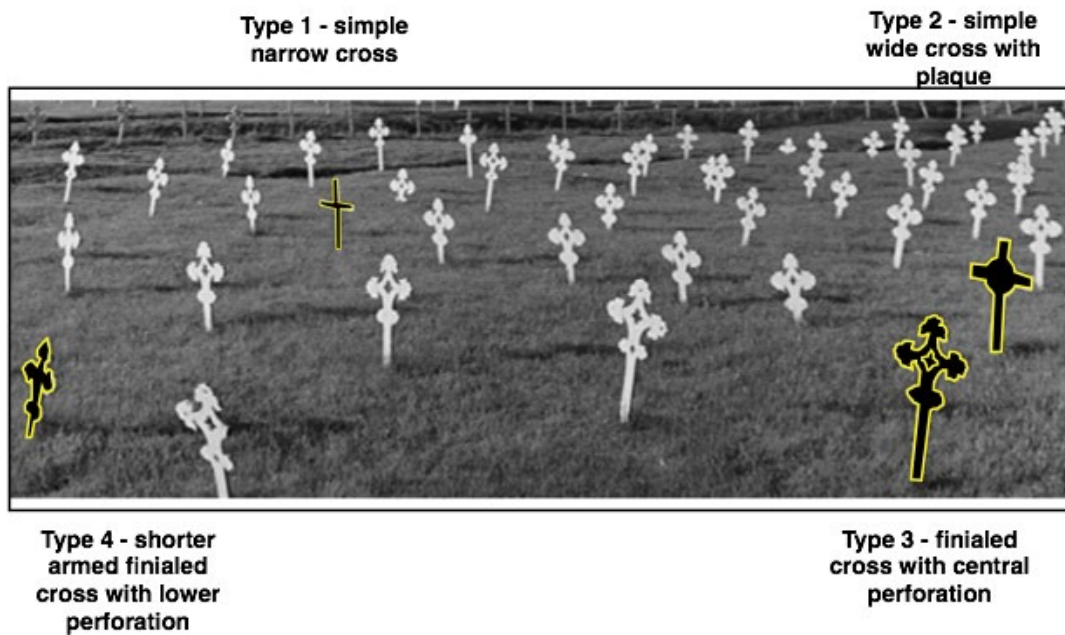 Type 1 - simple
narrow cross
Type 2 - simple
wide cross with
plaque
Type 4 - shorter
armed finialed
cross with lower
perforation
Type 3 - finialed
cross with central
perforation